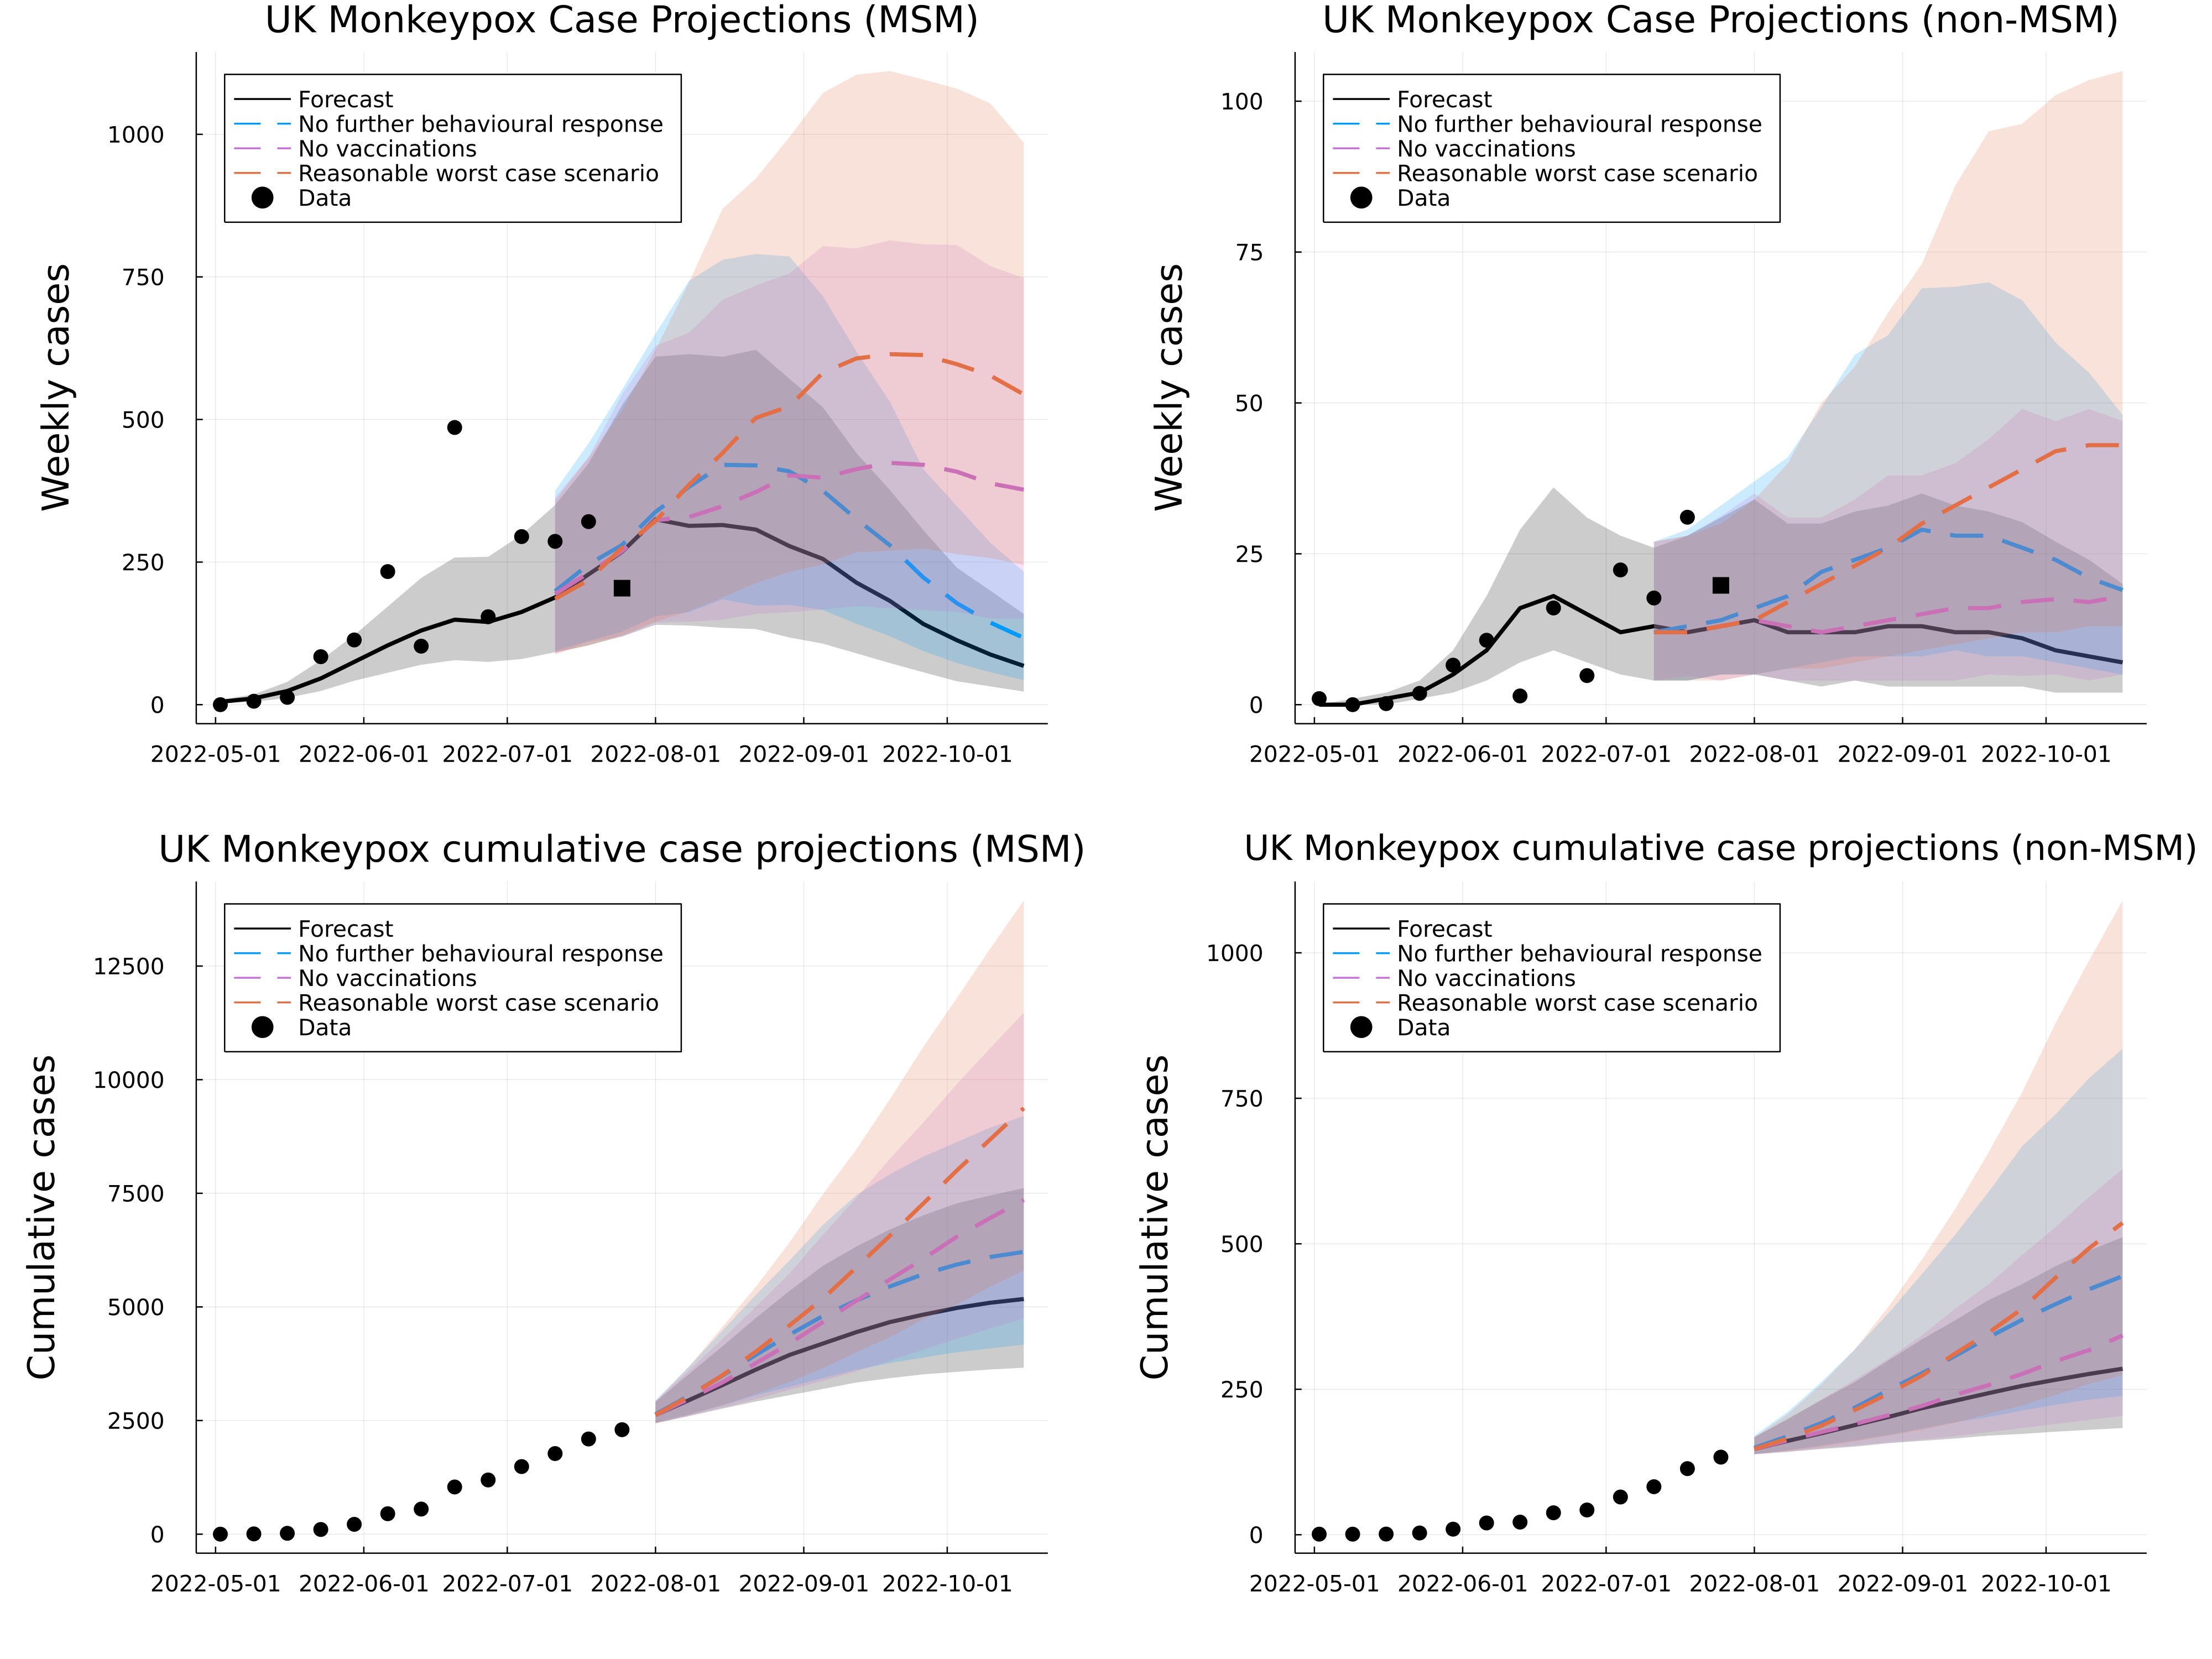 UK Monkeypox Case Projections (MSM)
Weekly cases
1000
750
500
250
0
Forecast
No further behavioural response
No vaccinations
Reasonable worst case scenario
Data
2022-05-01 2022-06-01 2022-07-01 2022-08-01 2022-09-01 2022-10-01
UK Monkeypox Case Projections (non-MSM)
Weekly cases
100
75
50
25
0
Forecast
No further behavioural response
No vaccinations
Reasonable worst case scenario
Data
2022-05-01 2022-06-01 2022-07-01 2022-08-01 2022-09-01 2022-10-01
UK Monkeypox cumulative case projections (MSM)
Cumulative cases
12500
10000
7500
5000
2500
0
Forecast
No further behavioural response
No vaccinations
Reasonable worst case scenario
Data
2022-05-01 2022-06-01 2022-07-01 2022-08-01 2022-09-01 2022-10-01
UK Monkeypox cumulative case projections (non-MSM)
Cumulative cases
1000
750
500
250
0
Forecast
No further behavioural response
No vaccinations
Reasonable worst case scenario
Data
2022-05-01 2022-06-01 2022-07-01 2022-08-01 2022-09-01 2022-10-01